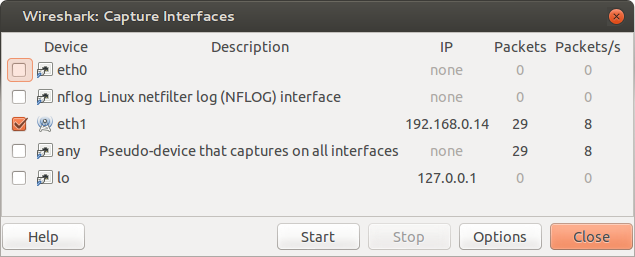 Wireshark: Capture Interfaces
Device Description IP Packets Packets/s
eth0 none 0 0
nflog Linux netfilter log (NFLOG) interface none 0 0
eth1 192.168.0.14 29 8
any Pseudo-device that captures on all interfaces none 29 8
lo 127.0.0.1 0 0
Help Start Stop Options Close